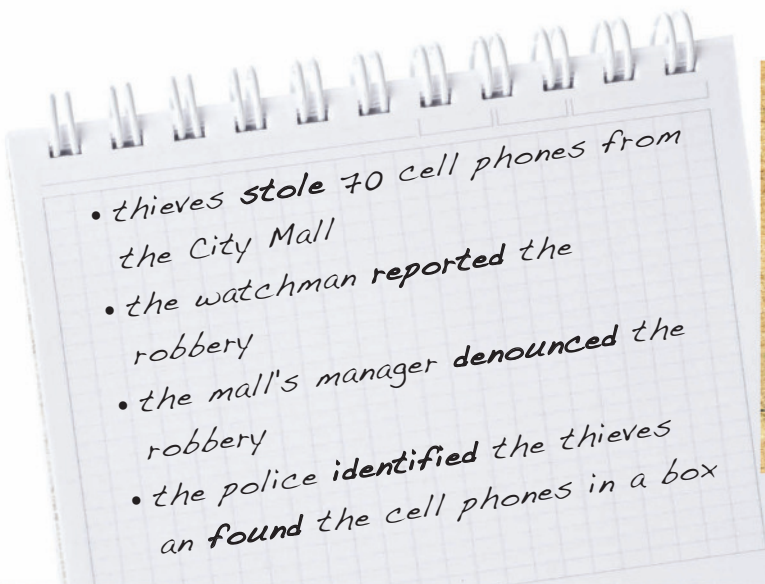 • thieves stole 70 cell phones from
the City Mall
• the watchman reported the
robbery
• the mall's manager denounced the
robbery
• the police identified the thieves
an found the cell phones in a box